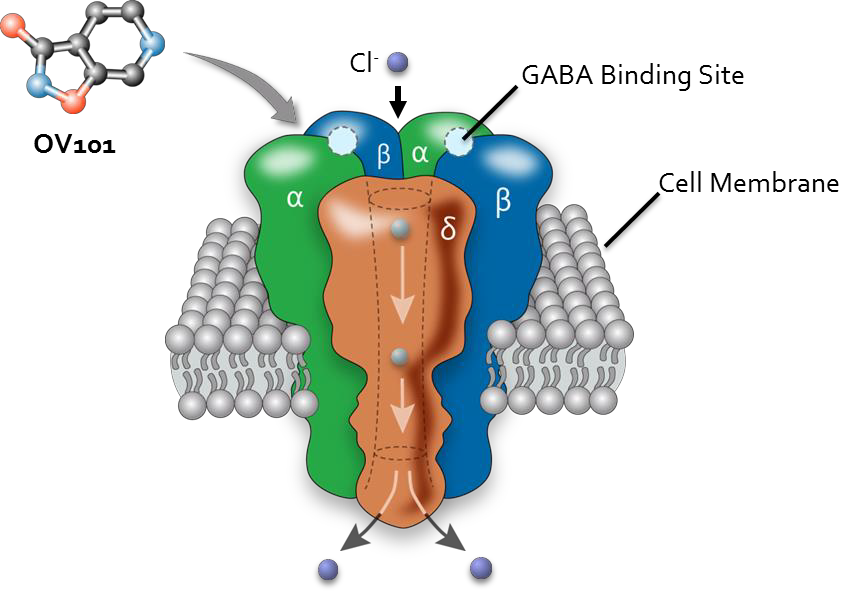 Cl-
GABA Binding Site
OV101
β
α
α
β
δ
Cell Membrane